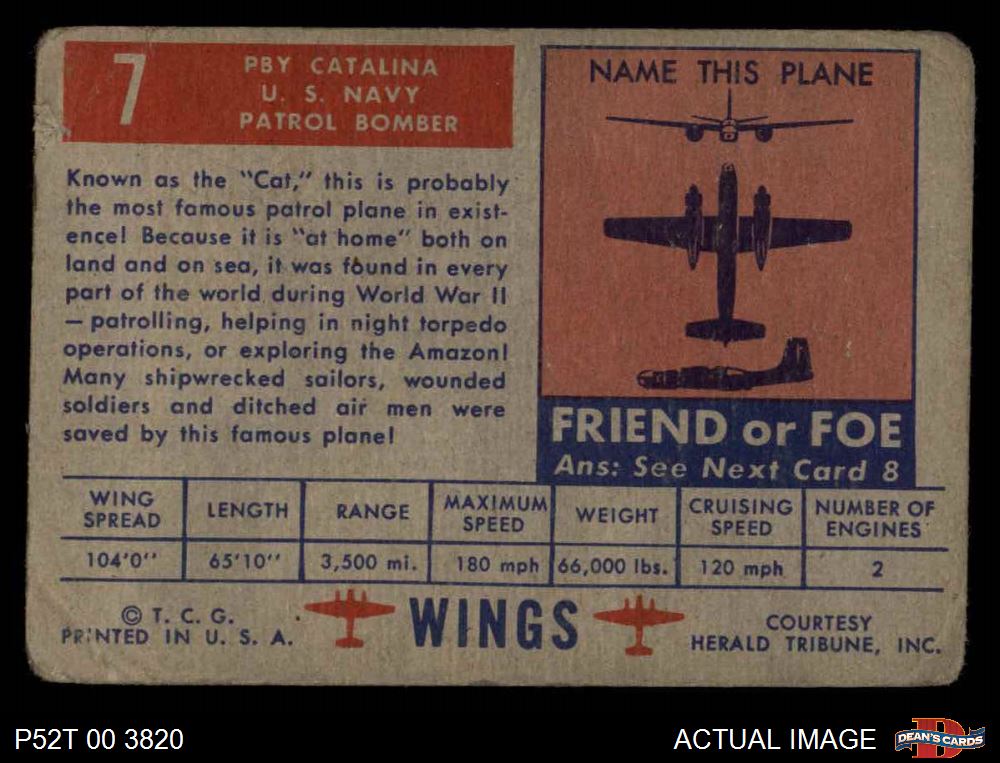 7
PBY CATALINA
U. S. NAVY
PATROL BOMBER
Known as the "Cat," this is probably
the most famous patrol plane in exist-
ence! Because it is "at home" both on
land and on sea, it was found in every
part of the world during World War II
— patrolling, helping in night torpedo
operations, or exploring the Amazon!
Many shipwrecked sailors, wounded
soldiers and ditched air men were
saved by this famous plane!
NAME THIS PLANE
FRIEND or FOE
Ans: See Next Card 8
WING SPREAD LENGTH RANGE MAXIMUM SPEED WEIGHT CRUISING SPEED NUMBER OF ENGINES
104'0'' 65'10'' 3,500 mi. 180 mph 66,000 lbs. 120 mph 2
© T. C. G.
PRINTED IN U. S. A.
WINGS
COURTESY
HERALD TRIBUNE, INC.
P52T 00 3820
ACTUAL IMAGE
D
DEAN'S CARDS